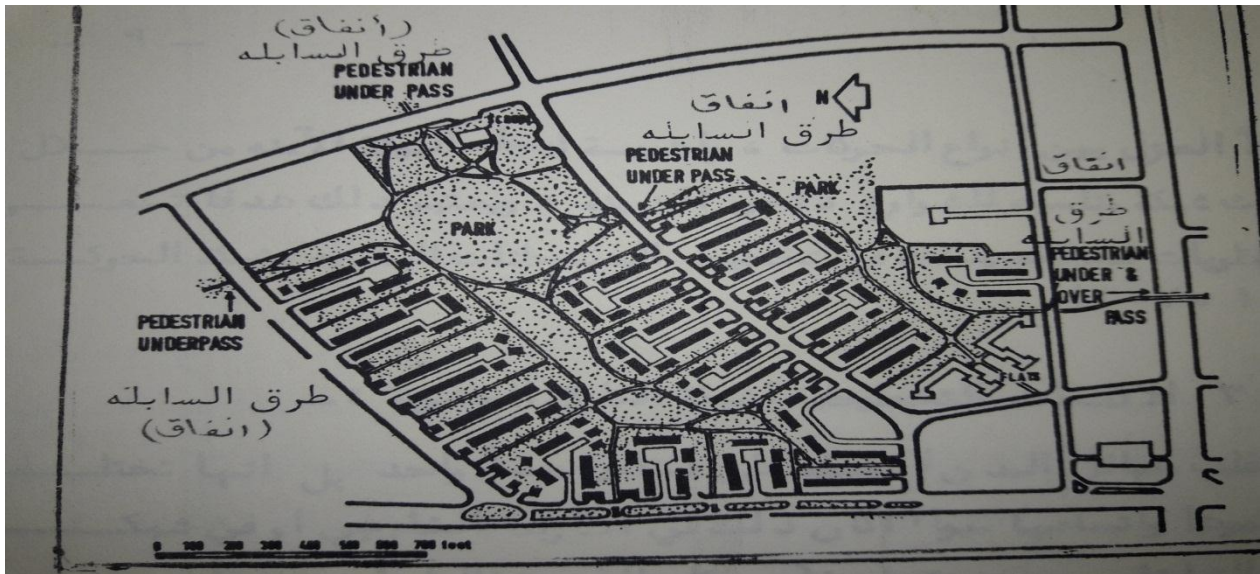 (أنفاق)
طرق السابله
PEDESTRIAN
UNDER PASS
SCHOOL
PARK
انفاق
طرق السابله
N
PEDESTRIAN
UNDER PASS
PARK
انفاق
طرق
السابله
PEDESTRIAN
UNDER &
OVER
PASS
FLATS
PEDESTRIAN
UNDERPASS
طرق السابله
(انفاق)
0 100 200 300 400 500 600 700 feet